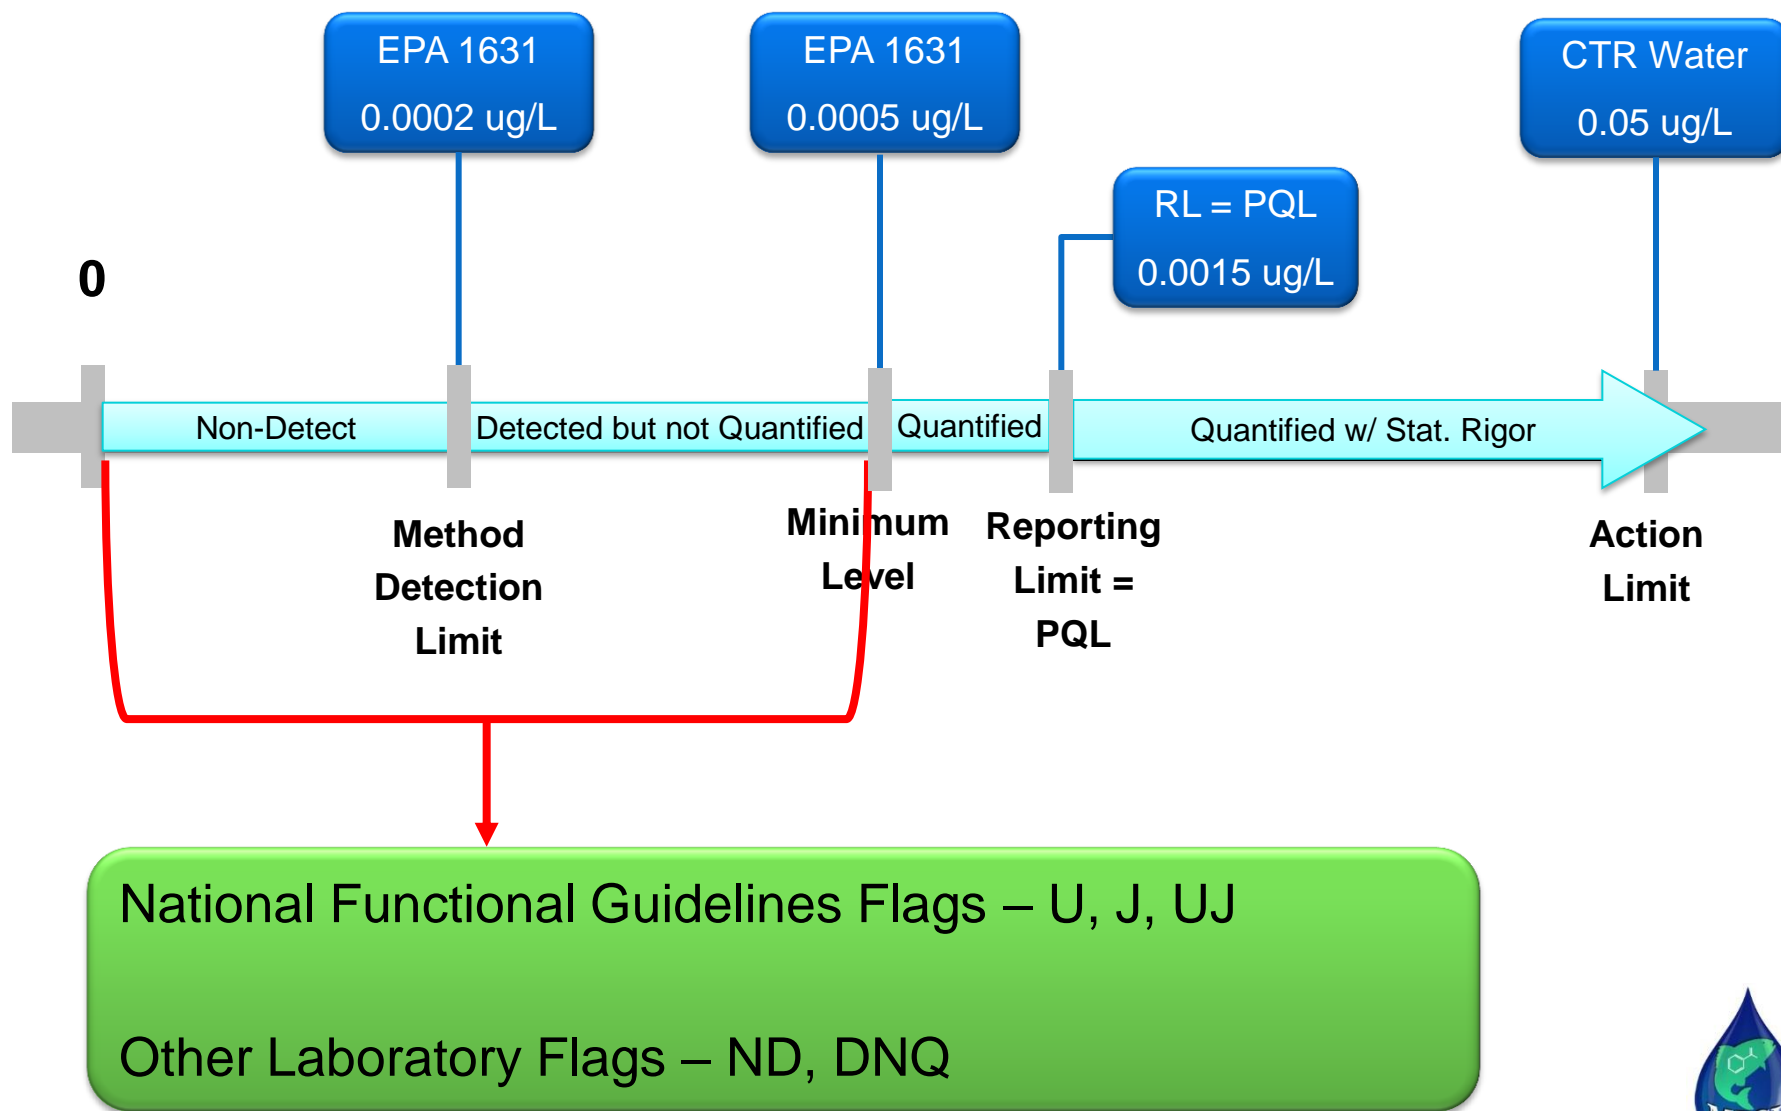 EPA 1631
0.0002 ug/L
EPA 1631
0.0005 ug/L
CTR Water
0.05 ug/L
RL = PQL
0.0015 ug/L
0
Non-Detect
Detected but not Quantified
Quantified
Quantified w/ Stat. Rigor
Method
Detection
Limit
Minimum
Level
Reporting
Limit =
PQL
Action
Limit
National Functional Guidelines Flags – U, J, UJ
Other Laboratory Flags – ND, DNQ